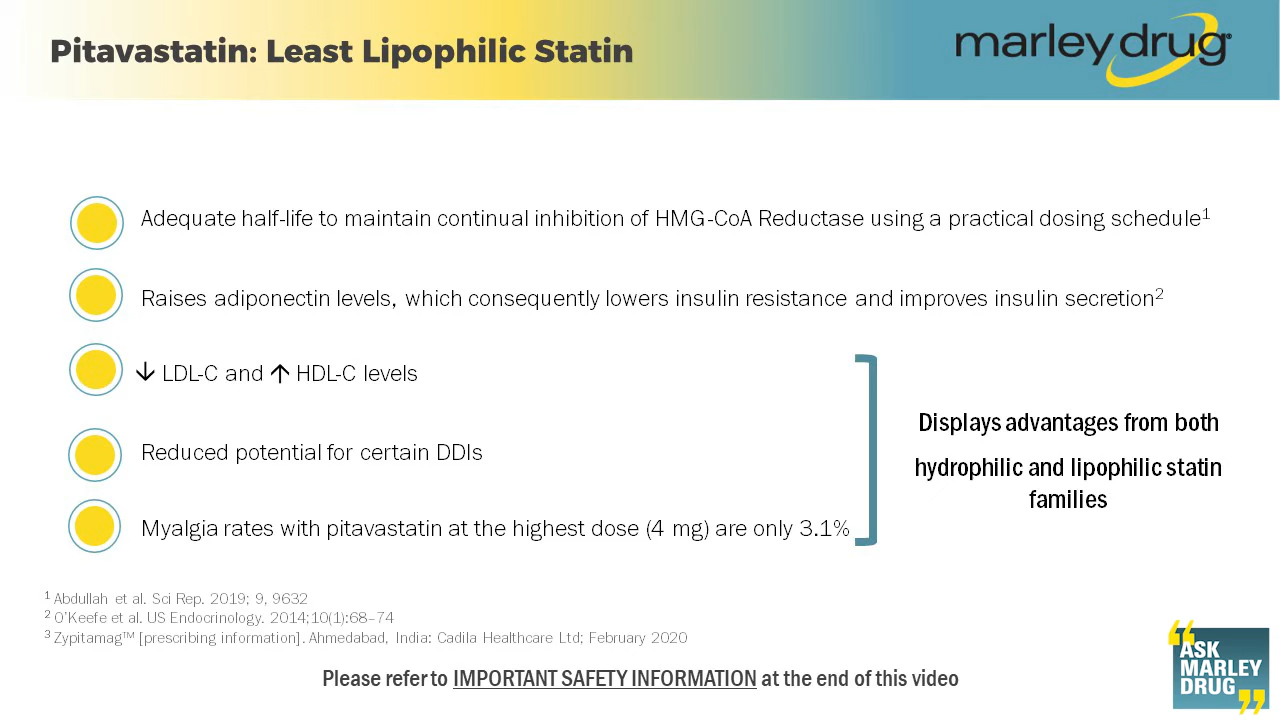 Pitavastatin: Least Lipophilic Statin
marley drug®
Adequate half-life to maintain continual inhibition of HMG-CoA Reductase using a practical dosing schedule¹
Raises adiponectin levels, which consequently lowers insulin resistance and improves insulin secretion²
↓ LDL-C and ↑ HDL-C levels
Reduced potential for certain DDIs
Myalgia rates with pitavastatin at the highest dose (4 mg) are only 3.1%
Displays advantages from both
hydrophilic and lipophilic statin
families
¹ Abdullah et al. Sci Rep. 2019; 9, 9632
² O'Keefe et al. US Endocrinology. 2014;10(1):68–74
³ Zypitamag™ [prescribing information]. Ahmedabad, India: Cadila Healthcare Ltd; February 2020
Please refer to IMPORTANT SAFETY INFORMATION at the end of this video
“ASK
MARLEY
DRUG”